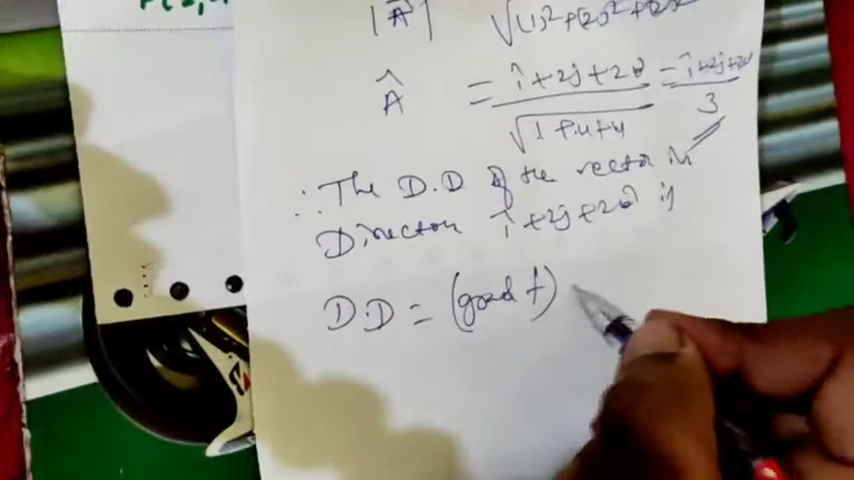 |A|  √(1)²+(2)²+(2)²
Â = î+2j+2k / √1+4+4 = î+2j+2k / 3
∴ The D.D of the vector in
Direction î+2j+2k is
D.D = (grad f)